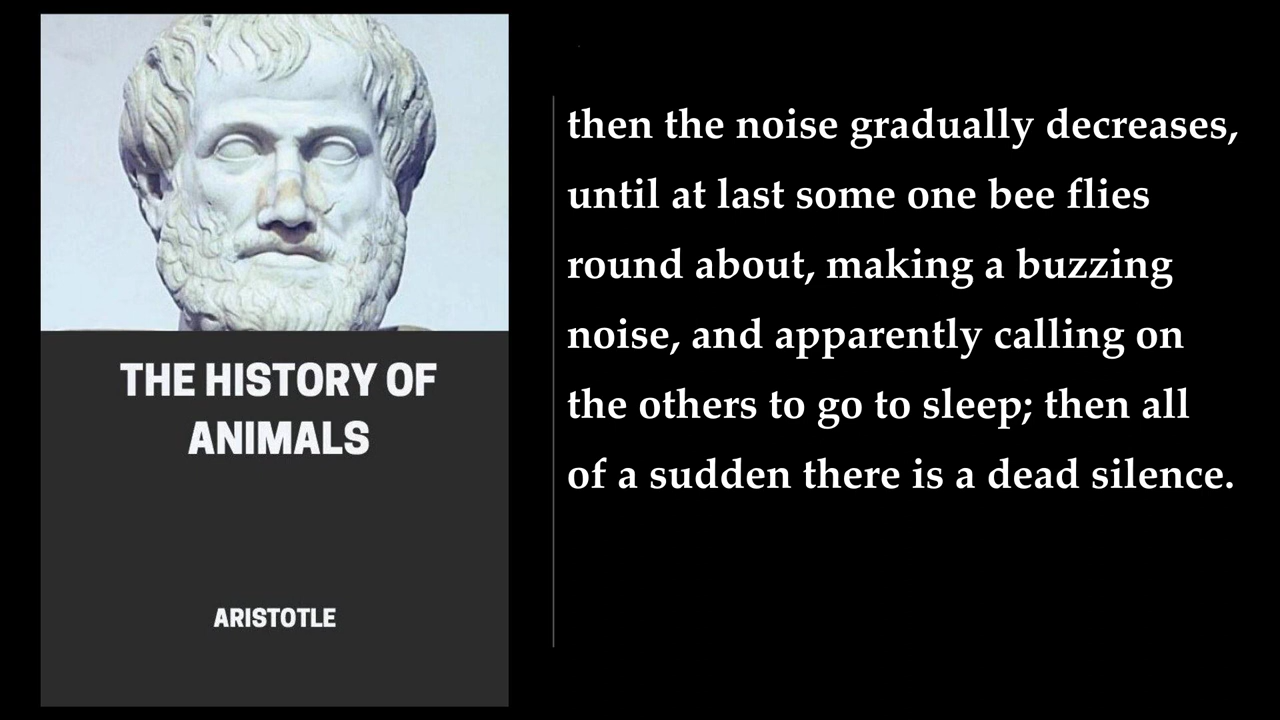 THE HISTORY OF
ANIMALS
ARISTOTLE
then the noise gradually decreases,
until at last some one bee flies
round about, making a buzzing
noise, and apparently calling on
the others to go to sleep; then all
of a sudden there is a dead silence.